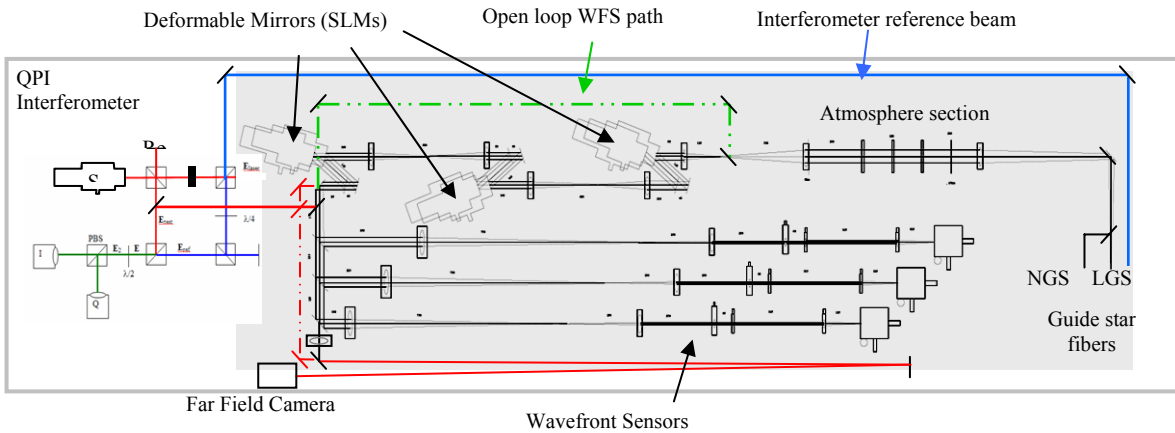 Deformable Mirrors (SLMs)
Open loop WFS path
Interferometer reference beam
QPI
Interferometer
Atmosphere section
S
λ/4
PBS
E₂
E
E_ref
I
λ/2
Q
NGS
LGS
Guide star
fibers
Far Field Camera
Wavefront Sensors